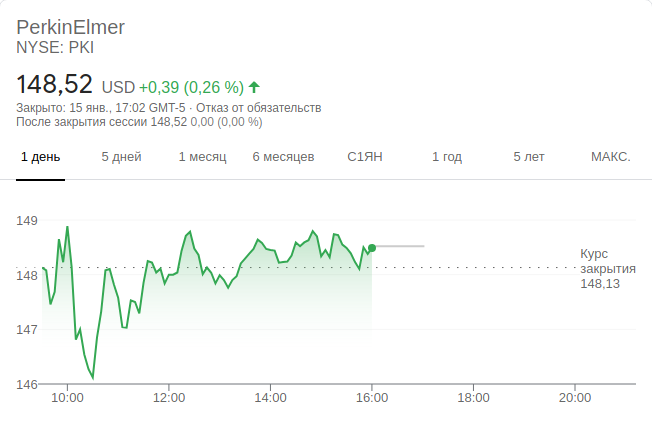 PerkinElmer
NYSE: PKI
148,52 USD +0,39 (0,26 %)
Закрыто: 15 янв., 17:02 GMT-5 · Отказ от обязательств
После закрытия сессии 148,52 0,00 (0,00 %)
1 день 5 дней 1 месяц 6 месяцев С1ЯН 1 год 5 лет МАКС.
149
148
147
146
Курс
закрытия
148,13
10:00 12:00 14:00 16:00 18:00 20:00